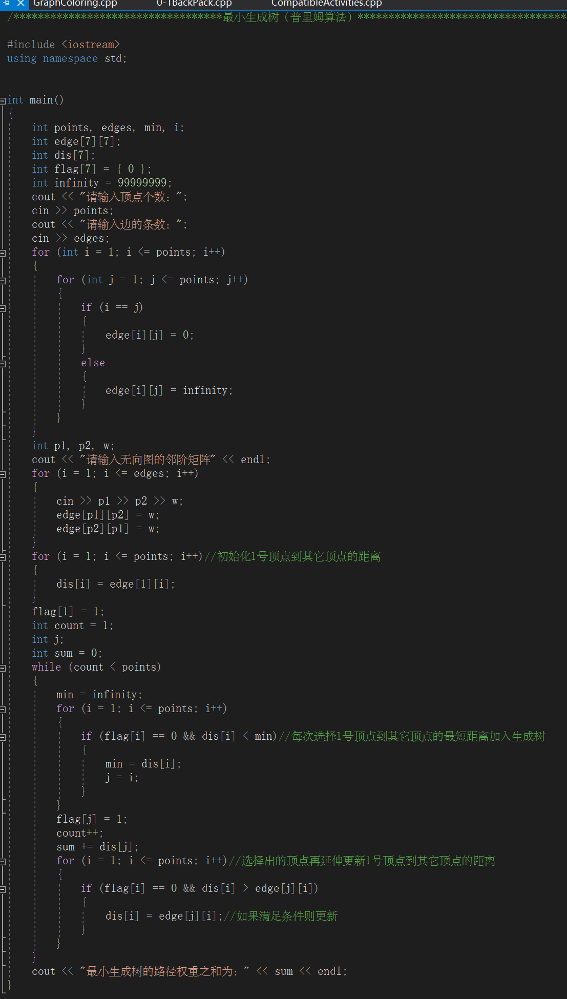 GraphColoring.cpp 0-1BackPack.cpp CompatibleActivities.cpp
/**********************************最小生成树（普里姆算法）**********************************
#include <iostream>
using namespace std;
int main()
{
int points, edges, min, i;
int edge[7][7];
int dis[7];
int flag[7] = { 0 };
int infinity = 99999999;
cout << "请输入顶点个数：";
cin >> points;
cout << "请输入边的条数：";
cin >> edges;
for (int i = 1; i <= points; i++)
{
for (int j = 1; j <= points; j++)
{
if (i == j)
{
edge[i][j] = 0;
}
else
{
edge[i][j] = infinity;
}
}
}
int p1, p2, w;
cout << "请输入无向图的邻阶矩阵" << endl;
for (i = 1; i <= edges; i++)
{
cin >> p1 >> p2 >> w;
edge[p1][p2] = w;
edge[p2][p1] = w;
}
for (i = 1; i <= points; i++)//初始化1号顶点到其它顶点的距离
{
dis[i] = edge[1][i];
}
flag[1] = 1;
int count = 1;
int j;
int sum = 0;
while (count < points)
{
min = infinity;
for (i = 1; i <= points; i++)
{
if (flag[i] == 0 && dis[i] < min)//每次选择1号顶点到其它顶点的最短距离加入生成树
{
min = dis[i];
j = i;
}
}
flag[j] = 1;
count++;
sum += dis[j];
for (i = 1; i <= points; i++)//选择出的顶点再延伸更新1号顶点到其它顶点的距离
{
if (flag[i] == 0 && dis[i] > edge[j][i])
{
dis[i] = edge[j][i];//如果满足条件则更新
}
}
}
cout << "最小生成树的路径权重之和为：" << sum << endl;
}